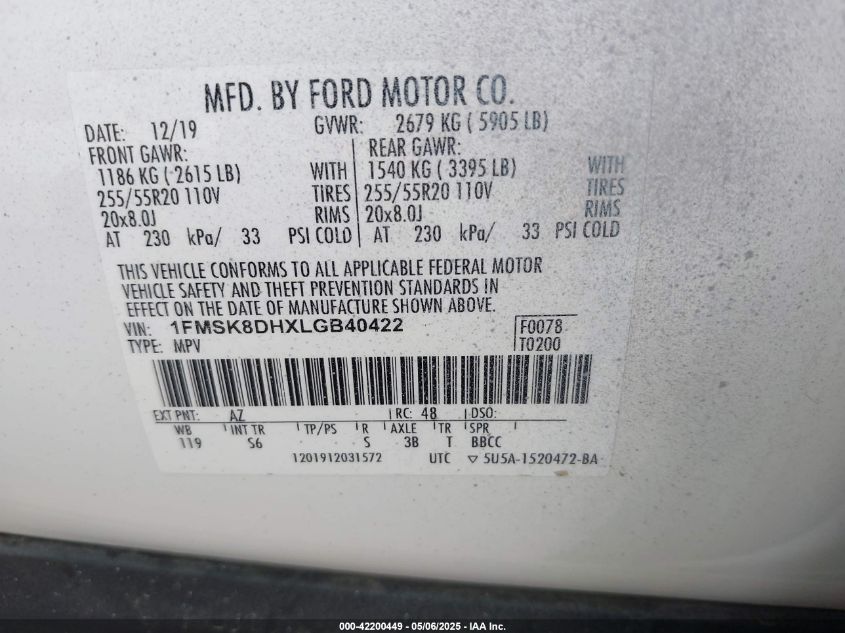 MFD. BY FORD MOTOR CO.
DATE: 12/19 GVWR: 2679 KG ( 5905 LB)
FRONT GAWR: REAR GAWR:
1186 KG ( 2615 LB) WITH 1540 KG ( 3395 LB) WITH
255/55R20 110V TIRES 255/55R20 110V TIRES
20x8.0J RIMS 20x8.0J RIMS
AT 230 kPa/ 33 PSI COLD AT 230 kPa/ 33 PSI COLD
THIS VEHICLE CONFORMS TO ALL APPLICABLE FEDERAL MOTOR
VEHICLE SAFETY AND THEFT PREVENTION STANDARDS IN
EFFECT ON THE DATE OF MANUFACTURE SHOWN ABOVE.
VIN: 1FMSK8DHXLGB40422 F0078
TYPE: MPV T0200
EXT PNT: AZ RC: 48 DSO:
WB INT TR TP/PS R AXLE TR SPR
119 S6 S 3B T BBCC
1201912031572 UTC ▽ 5U5A-1520472-BA
000-42200449 - 05/06/2025 - IAA Inc.